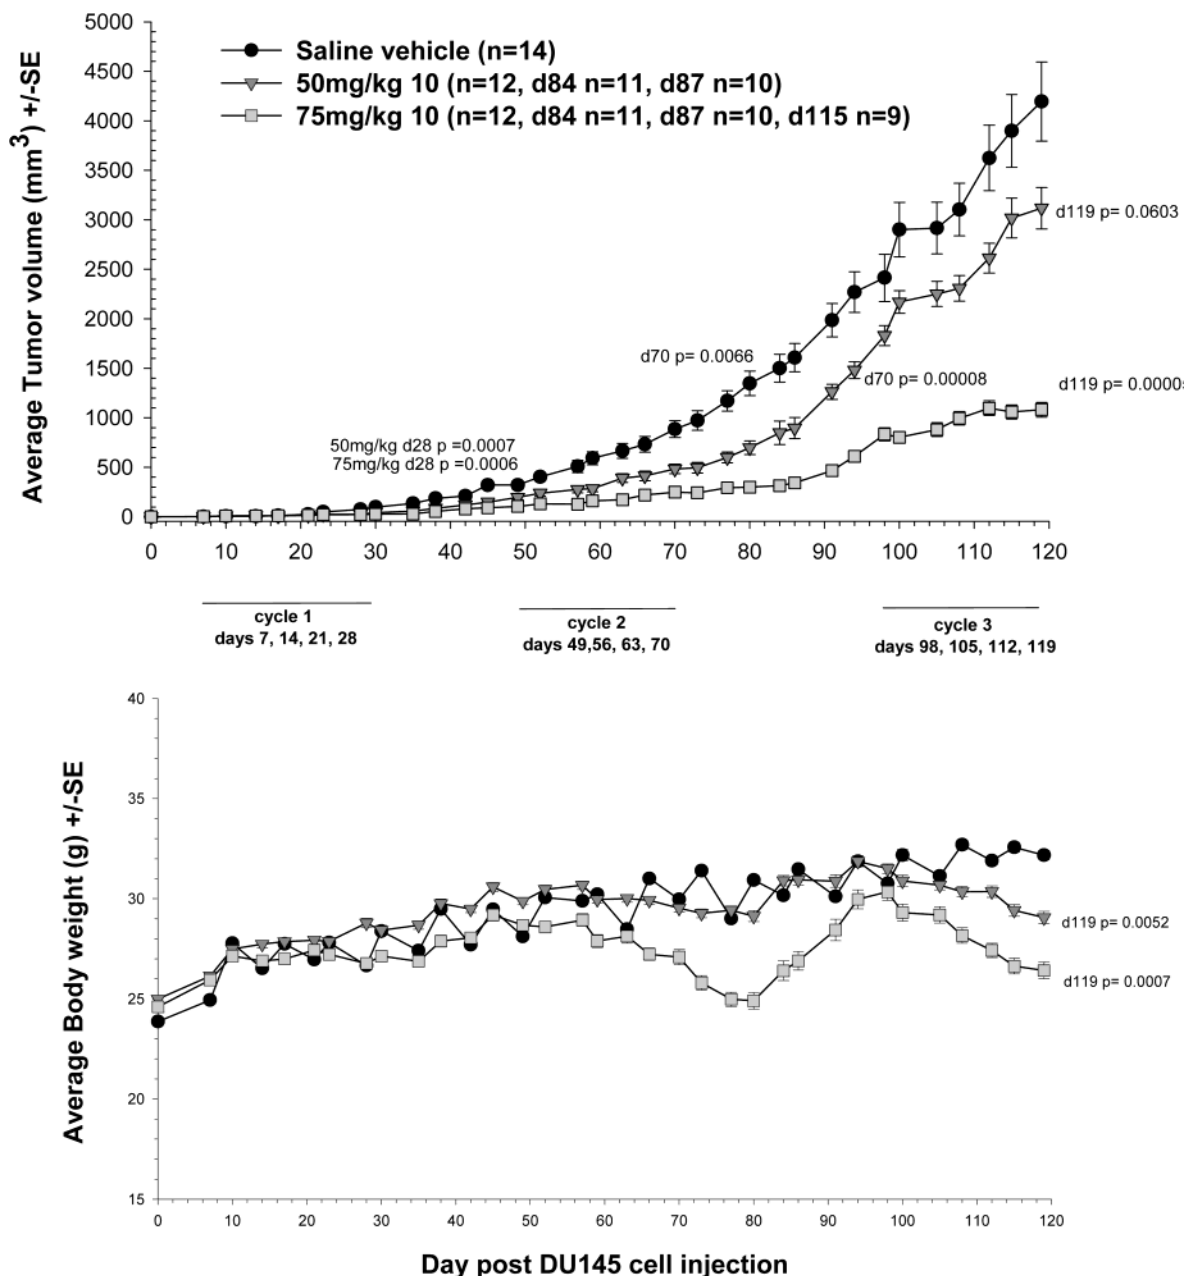 Average Tumor volume (mm3) +/-SE
5000
4500
4000
3500
3000
2500
2000
1500
1000
500
0
Saline vehicle (n=14)
50mg/kg 10 (n=12, d84 n=11, d87 n=10)
75mg/kg 10 (n=12, d84 n=11, d87 n=10, d115 n=9)
d119 p= 0.0603
d70 p= 0.0066
d70 p= 0.00008
d119 p= 0.00005
50mg/kg d28 p =0.0007
75mg/kg d28 p =0.0006
0 10 20 30 40 50 60 70 80 90 100 110 120
cycle 1
days 7, 14, 21, 28
cycle 2
days 49,56, 63, 70
cycle 3
days 98, 105, 112, 119
Average Body weight (g) +/-SE
40
35
30
25
20
15
d119 p= 0.0052
d119 p= 0.0007
0 10 20 30 40 50 60 70 80 90 100 110 120
Day post DU145 cell injection